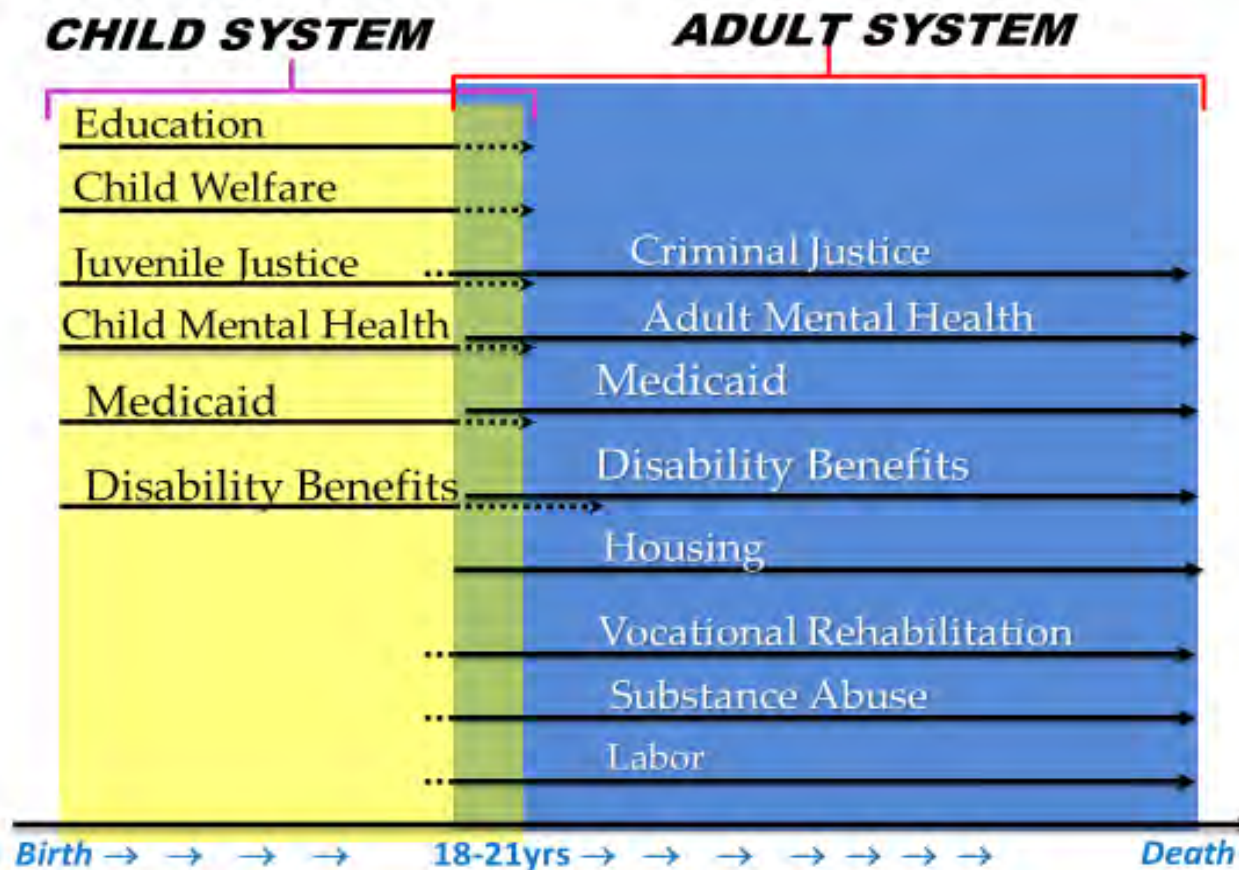 CHILD SYSTEM
ADULT SYSTEM
Education
Child Welfare
Juvenile Justice
Criminal Justice
Child Mental Health
Adult Mental Health
Medicaid
Medicaid
Disability Benefits
Disability Benefits
Housing
Vocational Rehabilitation
Substance Abuse
Labor
Birth → → → → 18-21yrs → → → → → → → Death